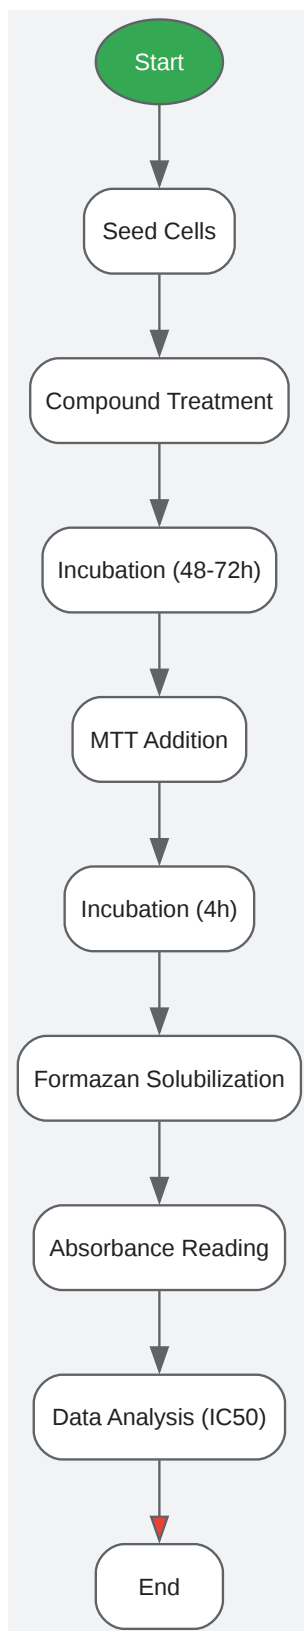 Start
Seed Cells
Compound Treatment
Incubation (48-72h)
MTT Addition
Incubation (4h)
Formazan Solubilization
Absorbance Reading
Data Analysis (IC50)
End